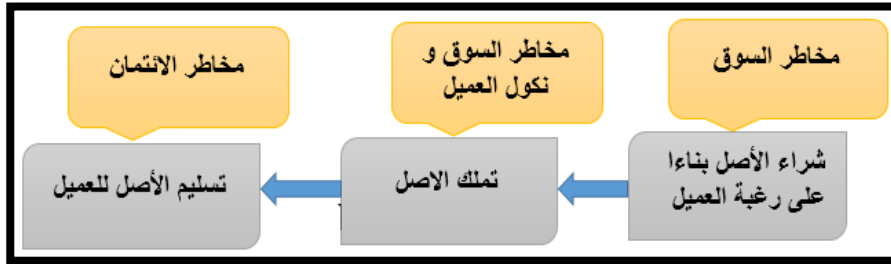 مخاطر السوق
مخاطر السوق و
نكول العميل
مخاطر الائتمان
شراء الأصل بناءا
على رغبة العميل
تملك الاصل
تسليم الأصل للعميل